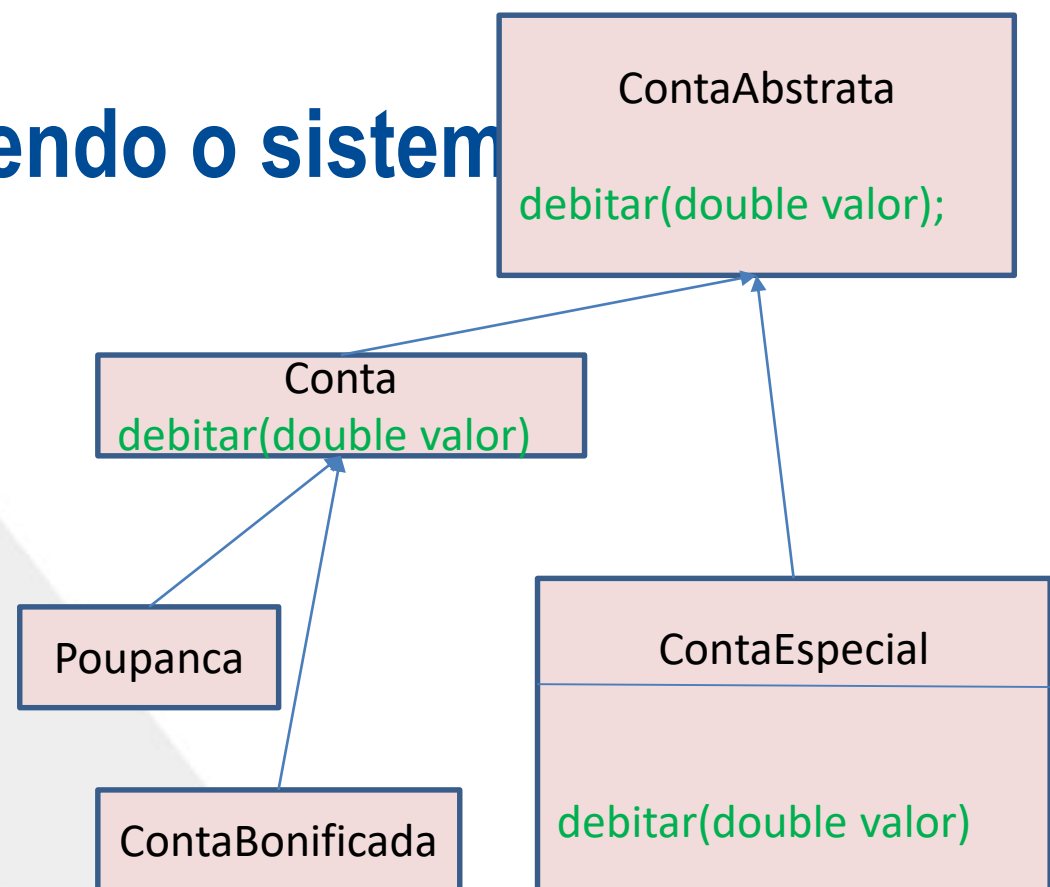 endo o sistem
ContaAbstrata
debitar(double valor);
Conta
debitar(double valor)
Poupanca
ContaEspecial
debitar(double valor)
ContaBonificada